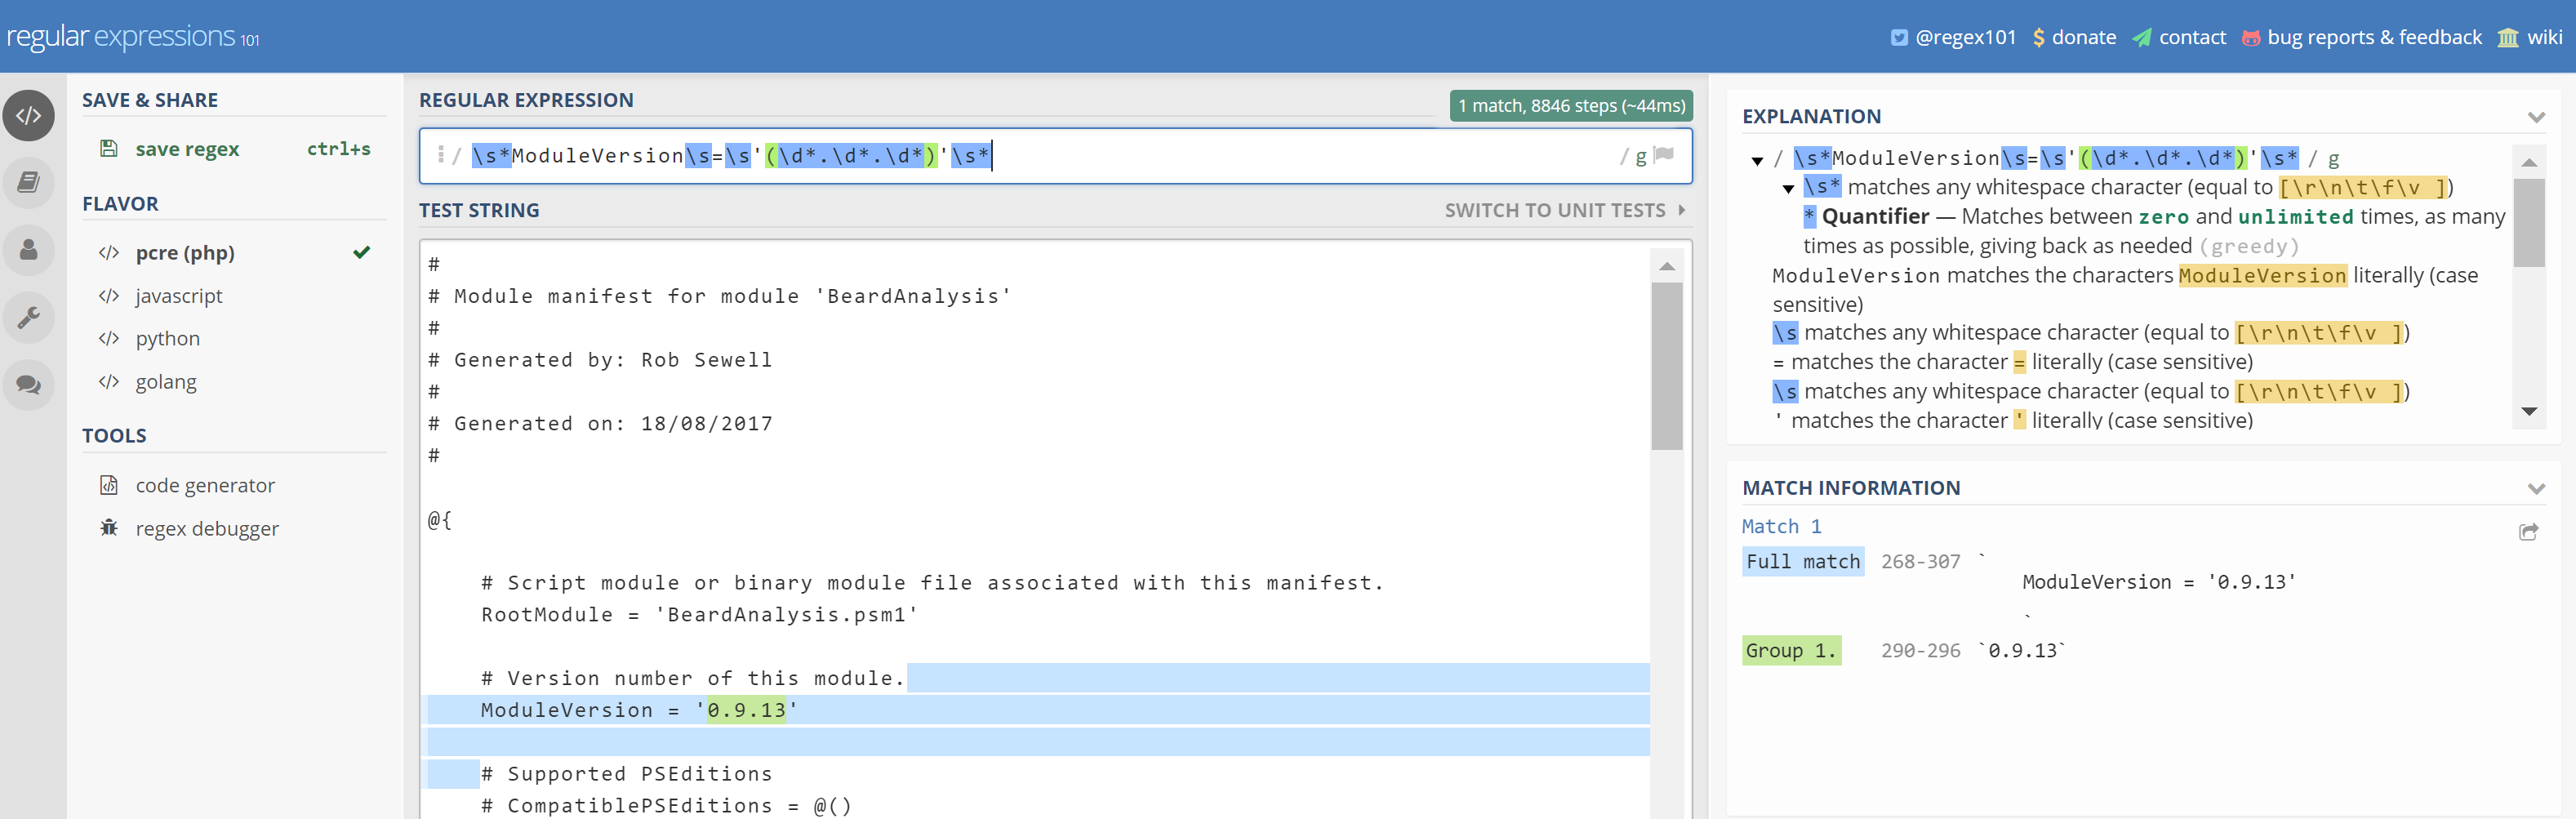 regular expressions 101
@regex101 donate contact bug reports & feedback wiki
SAVE & SHARE
save regex ctrl+s
FLAVOR
pcre (php)
javascript
python
golang
TOOLS
code generator
regex debugger
REGULAR EXPRESSION
1 match, 8846 steps (~44ms)
/ \s*ModuleVersion\s=\s'(\d*.\d*.\d*)'\s* / g
TEST STRING
SWITCH TO UNIT TESTS
#
# Module manifest for module 'BeardAnalysis'
#
# Generated by: Rob Sewell
#
# Generated on: 18/08/2017
#
@{
# Script module or binary module file associated with this manifest.
RootModule = 'BeardAnalysis.psm1'
# Version number of this module.
ModuleVersion = '0.9.13'
# Supported PSEditions
# CompatiblePSEditions = @()
EXPLANATION
/ \s*ModuleVersion\s=\s'(\d*.\d*.\d*)'\s* / g
\s* matches any whitespace character (equal to [\r\n\t\f\v ])
* Quantifier — Matches between zero and unlimited times, as many
times as possible, giving back as needed (greedy)
ModuleVersion matches the characters ModuleVersion literally (case
sensitive)
\s matches any whitespace character (equal to [\r\n\t\f\v ])
= matches the character = literally (case sensitive)
\s matches any whitespace character (equal to [\r\n\t\f\v ])
' matches the character ' literally (case sensitive)
MATCH INFORMATION
Match 1
Full match 268-307 `
ModuleVersion = '0.9.13'
`
Group 1. 290-296 `0.9.13`